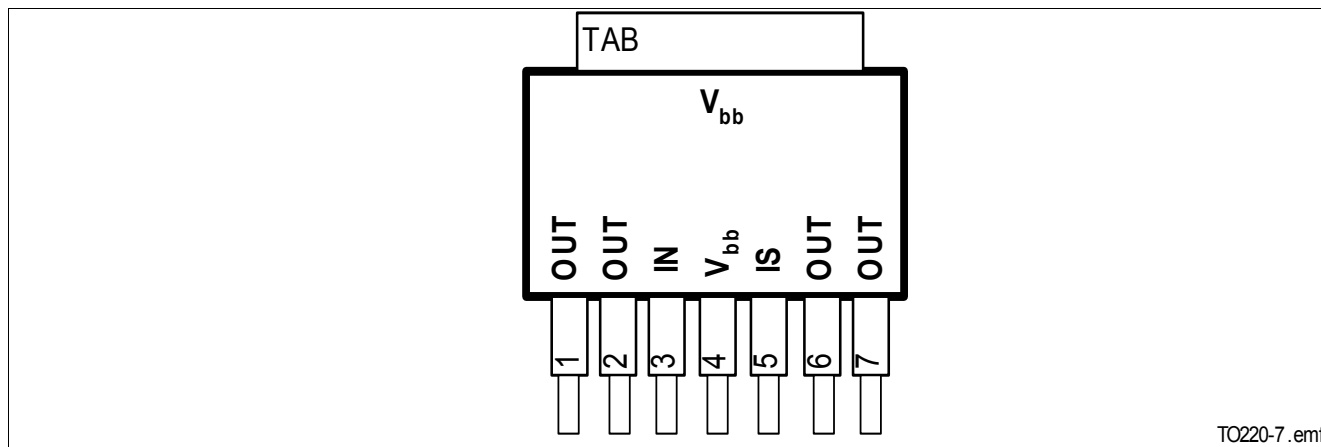 TAB
Vbb
OUT OUT IN Vbb IS OUT OUT
1 2 3 4 5 6 7
TO220-7.emf